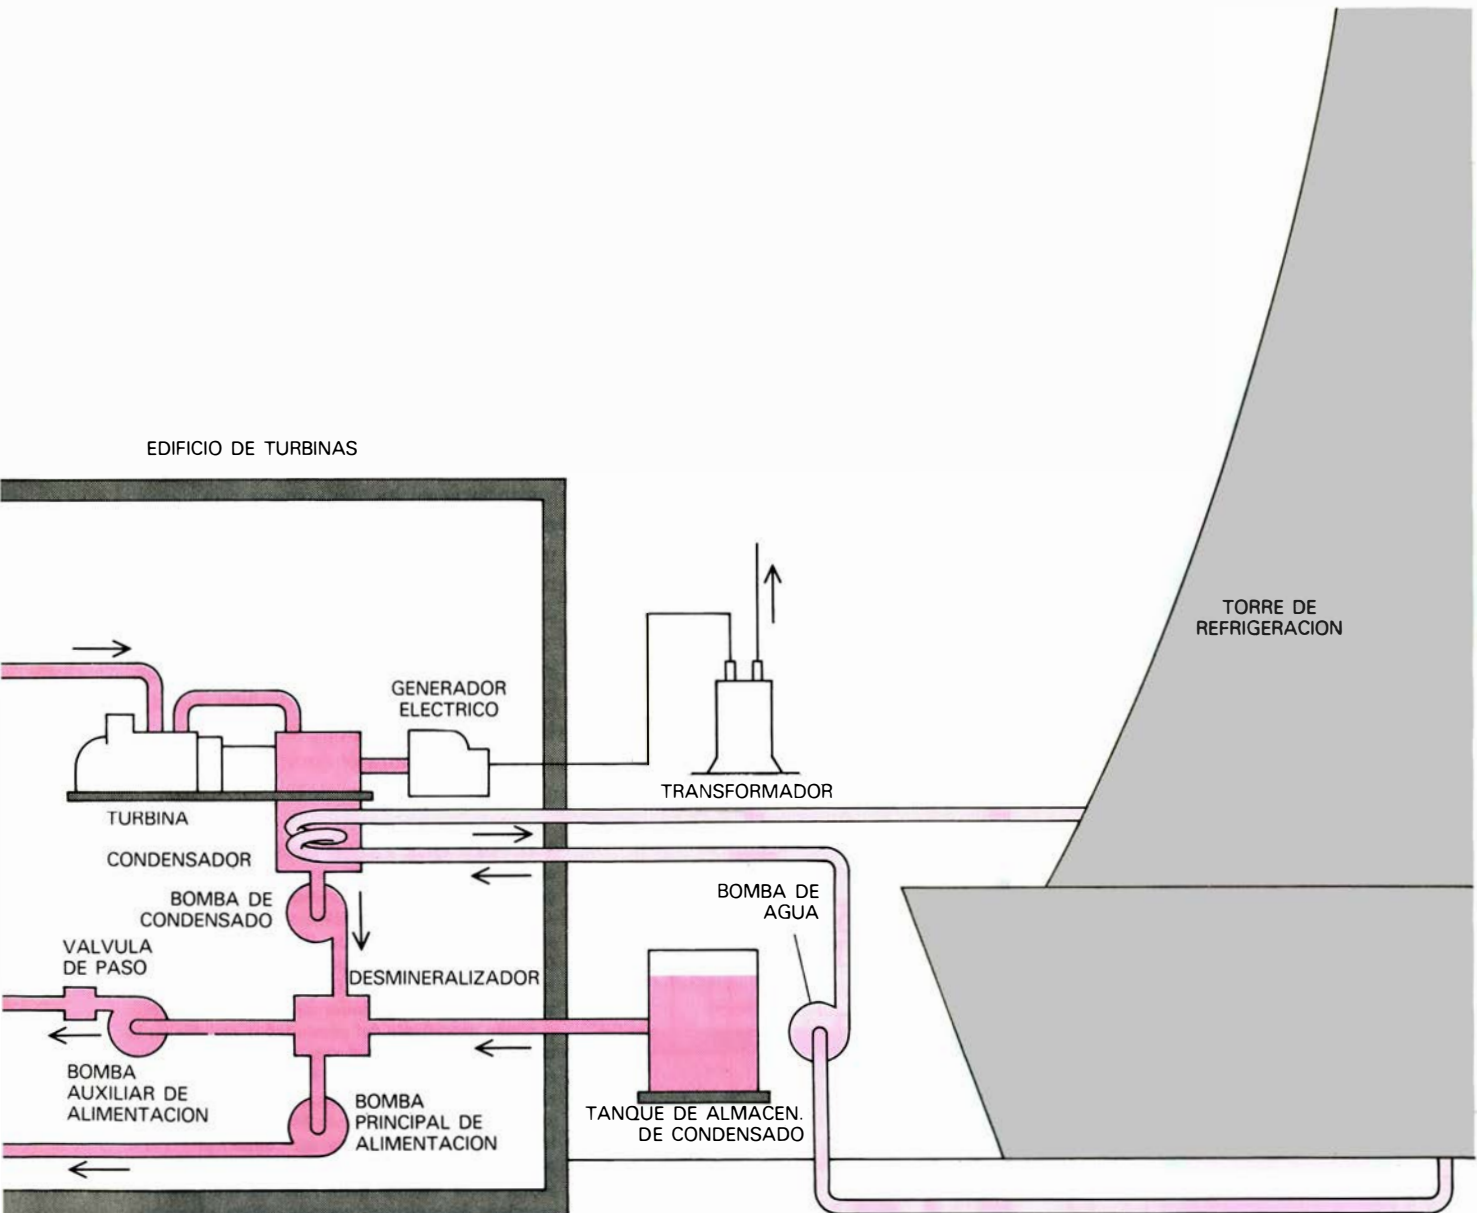 EDIFICIO DE TURBINAS
TORRE DE
REFRIGERACION
GENERADOR
ELECTRICO
TRANSFORMADOR
TURBINA
CONDENSADOR
BOMBA DE
CONDENSADO
BOMBA DE
AGUA
VALVULA
DE PASO
DESMINERALIZADOR
BOMBA
AUXILIAR DE
ALIMENTACION
BOMBA
PRINCIPAL DE
ALIMENTACION
TANQUE DE ALMACEN.
DE CONDENSADO